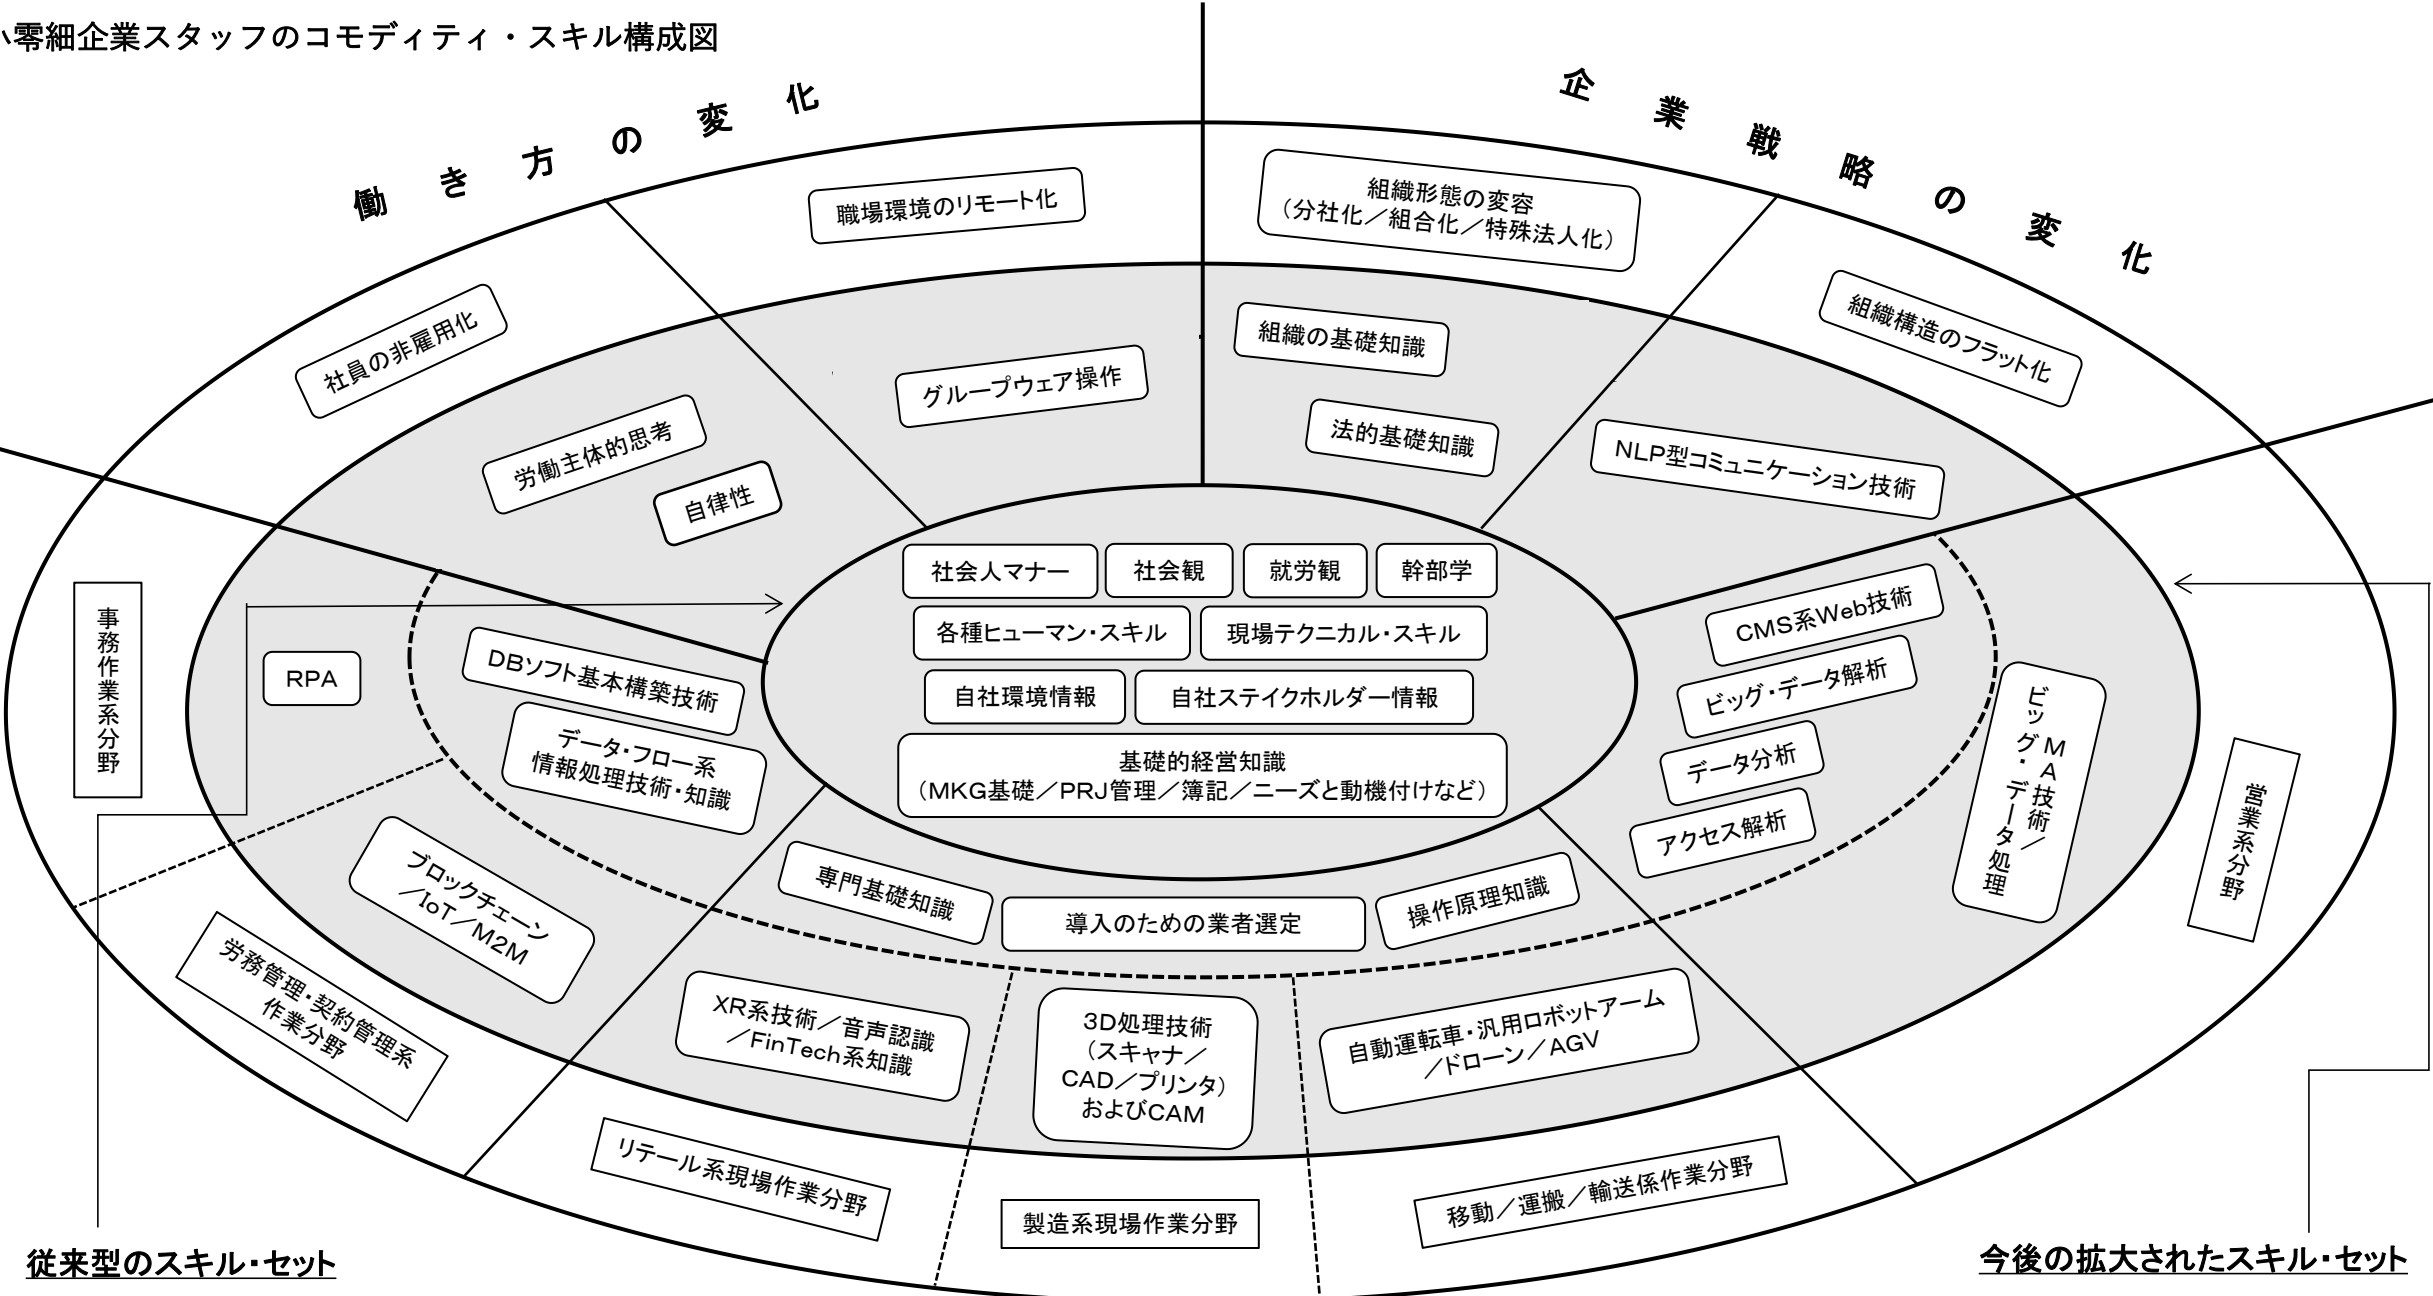 小零細企業スタッフのコモディティ・スキル構成図
働き方の変化
企業戦略の変化
職場環境のリモート化
組織形態の変容
（分社化／組合化／特殊法人化）
社員の非雇用化
組織構造のフラット化
組織の基礎知識
グループウェア操作
法的基礎知識
労働主体的思考
自律性
NLP型コミュニケーション技術
社会人マナー
社会観
就労観
幹部学
各種ヒューマン・スキル
現場テクニカル・スキル
自社環境情報
自社ステイクホルダー情報
基礎的経営知識
（MKG基礎／PRJ管理／簿記／ニーズと動機付けなど）
事務作業系分野
RPA
DBソフト基本構築技術
データ・フロー系
情報処理技術・知識
CMS系Web技術
ビッグ・データ解析
データ分析
アクセス解析
MA技術／
ビッグ・データ処理
営業系分野
専門基礎知識
導入のための業者選定
操作原理知識
ブロックチェーン
／IoT／M2M
労務管理・契約管理系
作業分野
XR系技術／音声認識
／FinTech系知識
3D処理技術
（スキャナ／
CAD／プリンタ）
およびCAM
自動運転車・汎用ロボットアーム
／ドローン／AGV
リテール系現場作業分野
製造系現場作業分野
移動／運搬／輸送係作業分野
従来型のスキル・セット
今後の拡大されたスキル・セット